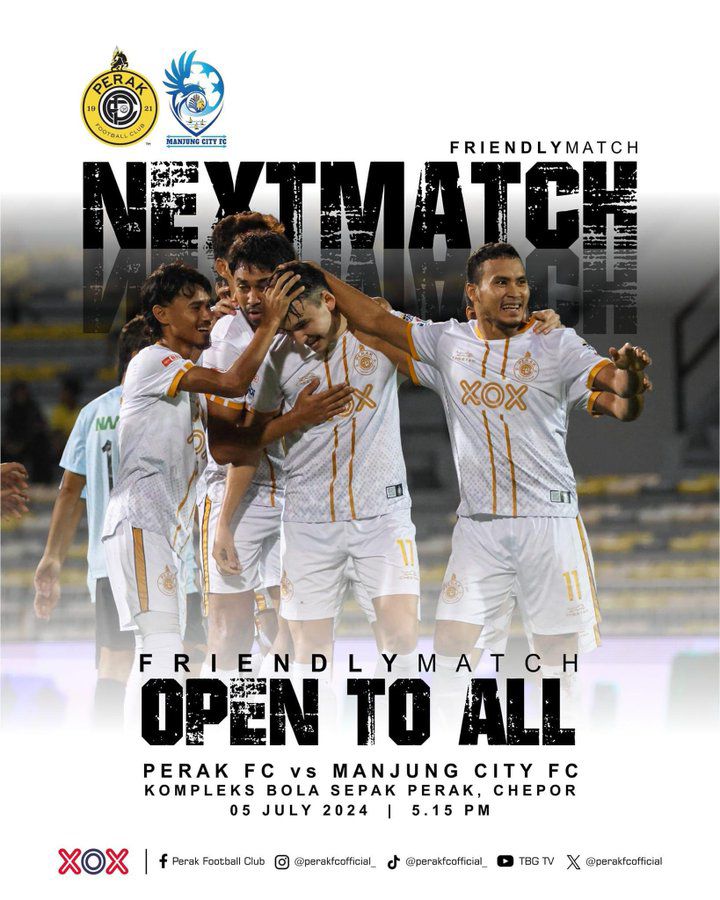 PERAK
19 21
FOOTBALL CLUB
MANJUNG CITY FC
FRIENDLYMATCH
NEXTMATCH
XOX
17
11
FRIENDLYMATCH
OPEN TO ALL
PERAK FC vs MANJUNG CITY FC
KOMPLEKS BOLA SEPAK PERAK, CHEPOR
05 JULY 2024 | 5.15 PM
XOX | Perak Football Club @perakfcofficial_ @perakfcofficial_ TBG TV @perakfcofficial